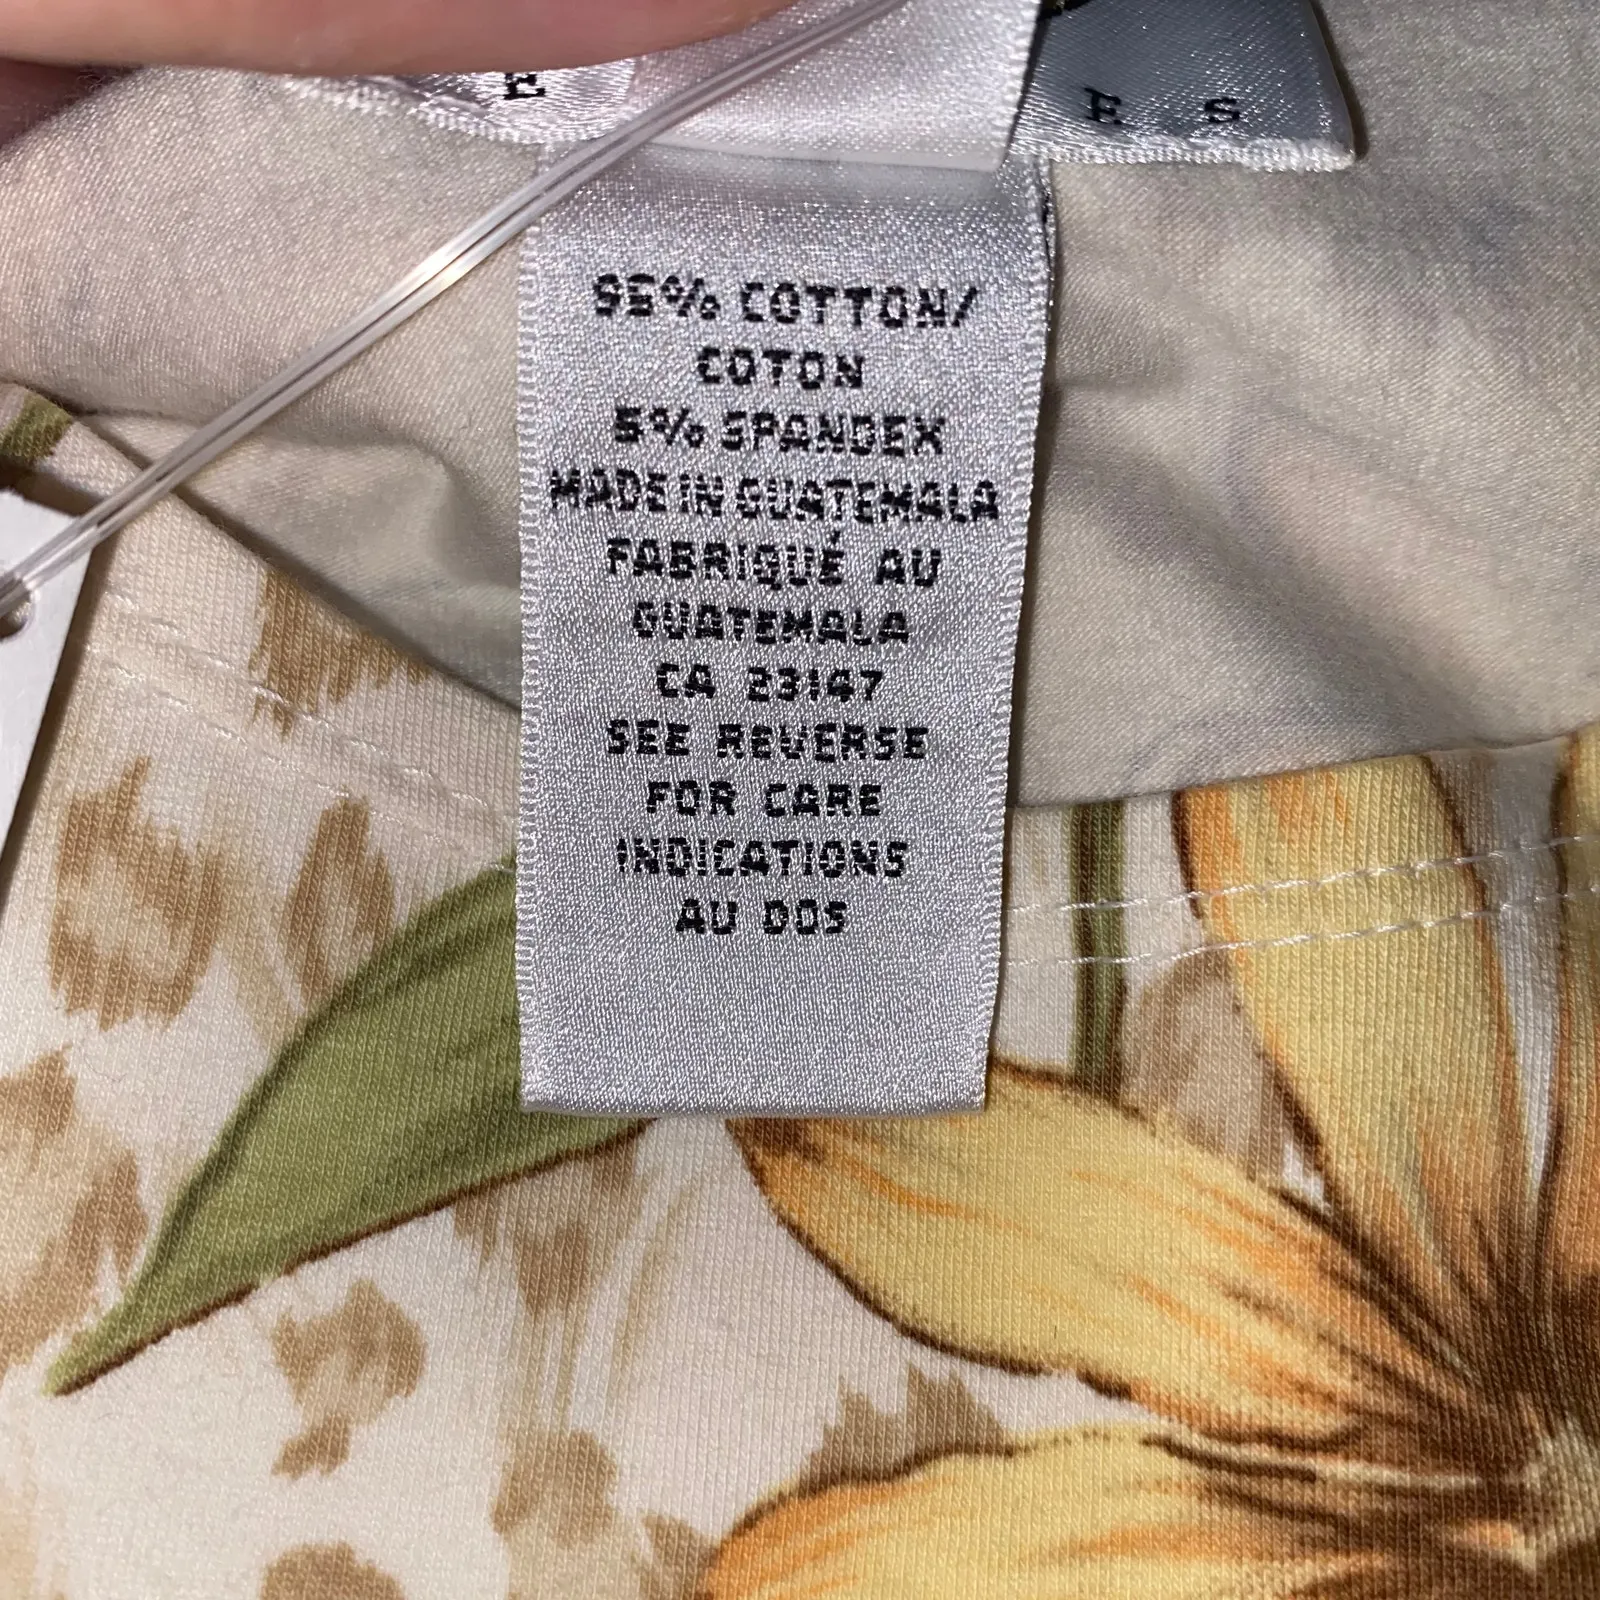 E
E S
95% COTTON/
COTON
5% SPANDEX
MADE IN GUATEMALA
FABRIQUÉ AU
GUATEMALA
CA 23147
SEE REVERSE
FOR CARE
INDICATIONS
AU DOS